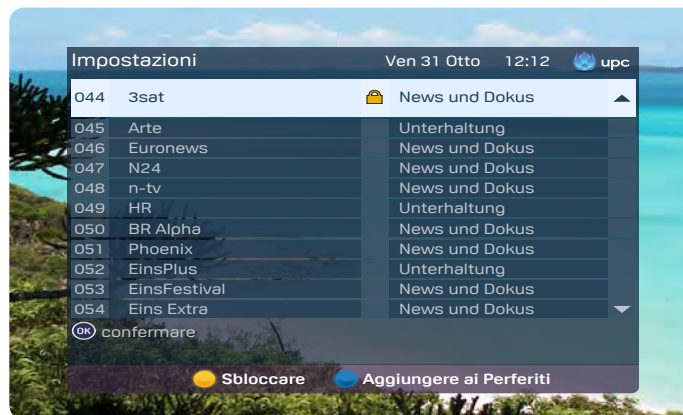 Impostazioni Ven 31 Otto 12:12 upc
044 3sat News und Dokus
045 Arte Unterhaltung
046 Euronews News und Dokus
047 N24 News und Dokus
048 n-tv News und Dokus
049 HR Unterhaltung
050 BR Alpha News und Dokus
051 Phoenix News und Dokus
052 EinsPlus Unterhaltung
053 EinsFestival News und Dokus
054 Eins Extra News und Dokus
OK confermare
Sbloccare Aggiungere ai Perferiti